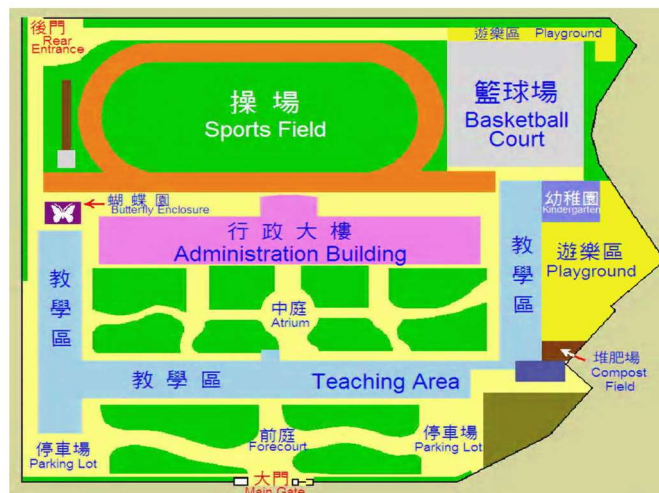 後門
Rear
Entrance
遊樂區 Playground
操場
Sports Field
籃球場
Basketball
Court
蝴蝶園
Butterfly Enclosure
幼稚園
Kindergarten
行政大樓
Administration Building
教學區
遊樂區
Playground
教學區
中庭
Atrium
堆肥場
Compost
Field
教學區 Teaching Area
停車場
Parking Lot
前庭
Forecourt
停車場
Parking Lot
大門
Main Gate